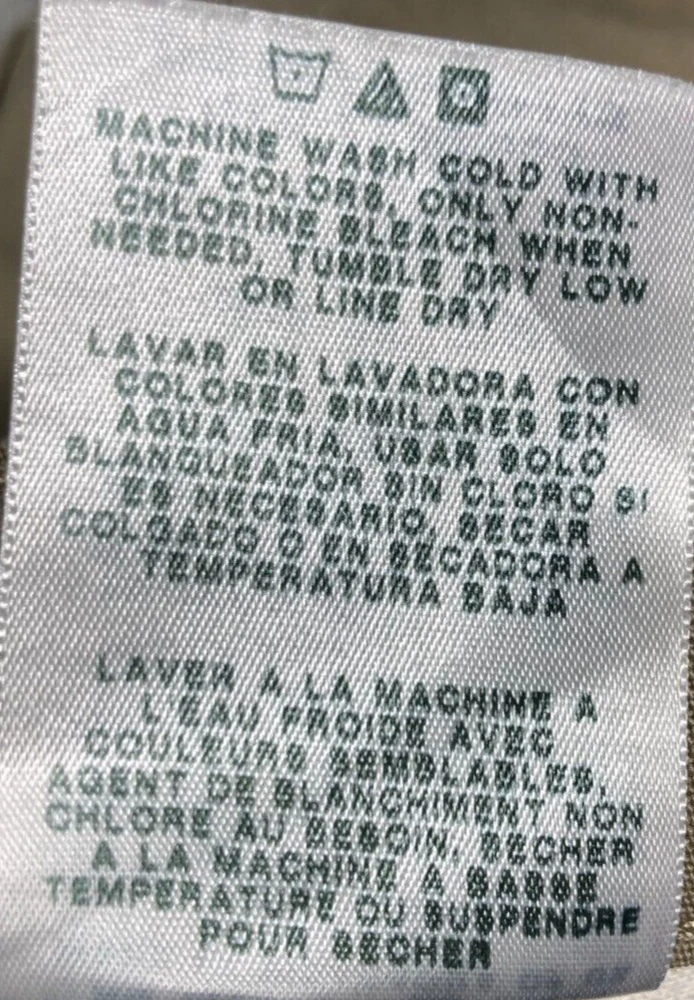 MACHINE WASH COLD WITH
LIKE COLORS, ONLY NON-
CHLORINE BLEACH WHEN
NEEDED, TUMBLE DRY LOW
OR LINE DRY
LAVAR EN LAVADORA CON
COLORES SIMILARES EN
AGUA FRIA, USAR SOLO
BLANQUEADOR SIN CLORO SI
ES NECESARIO, SECAR
COLGADO O EN SECADORA A
TEMPERATURA BAJA
LAVER A LA MACHINE A
L'EAU FROIDE AVEC
COULEURS SEMBLABLES,
AGENT DE BLANCHIMENT NON
CHLORE AU BESOIN, SECHER
A LA MACHINE A BASSE
TEMPERATURE OU SUSPENDRE
POUR SECHER